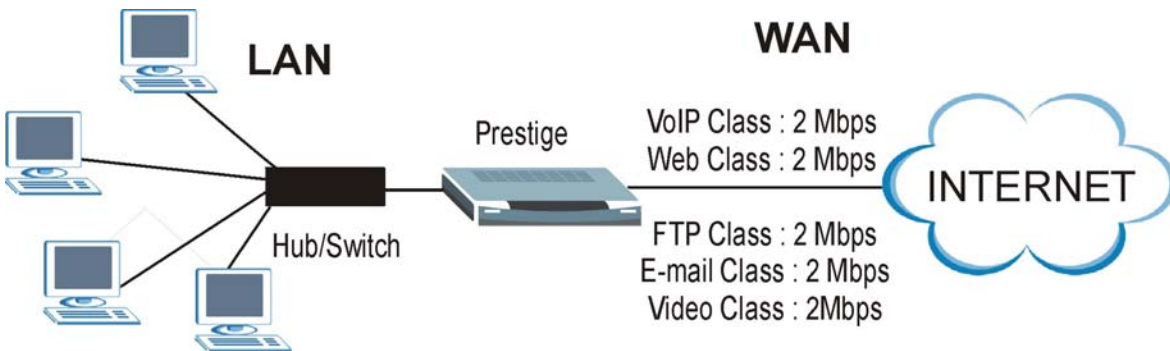 LAN
WAN
Prestige
VoIP Class : 2 Mbps
Web Class : 2 Mbps
INTERNET
Hub/Switch
FTP Class : 2 Mbps
E-mail Class : 2 Mbps
Video Class : 2Mbps